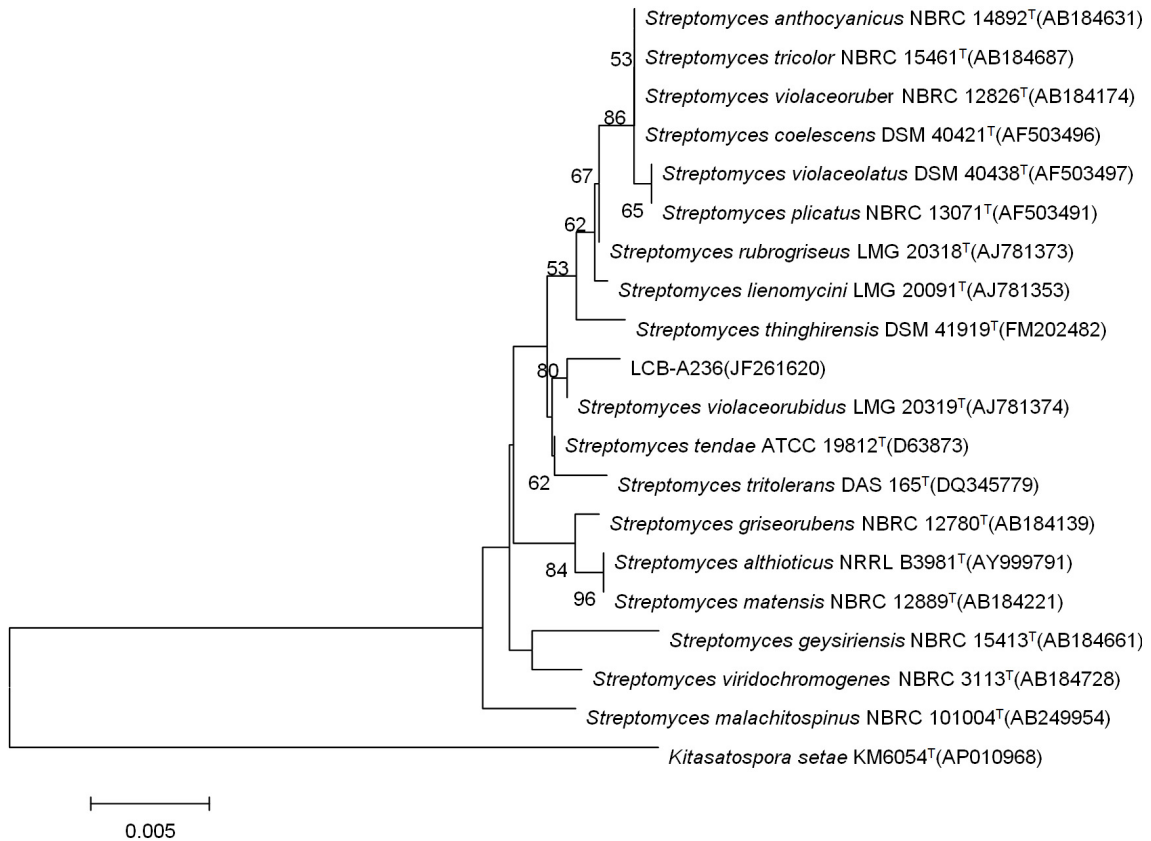 Streptomyces anthocyanicus NBRC 14892ᵀ(AB184631)
53
Streptomyces tricolor NBRC 15461ᵀ(AB184687)
Streptomyces violaceoruber NBRC 12826ᵀ(AB184174)
86
Streptomyces coelescens DSM 40421ᵀ(AF503496)
67
Streptomyces violaceolatus DSM 40438ᵀ(AF503497)
65
Streptomyces plicatus NBRC 13071ᵀ(AF503491)
62
Streptomyces rubrogriseus LMG 20318ᵀ(AJ781373)
53
Streptomyces lienomycini LMG 20091ᵀ(AJ781353)
Streptomyces thinghirensis DSM 41919ᵀ(FM202482)
80
LCB-A236(JF261620)
Streptomyces violaceorubidus LMG 20319ᵀ(AJ781374)
Streptomyces tendae ATCC 19812ᵀ(D63873)
62
Streptomyces tritolerans DAS 165ᵀ(DQ345779)
Streptomyces griseorubens NBRC 12780ᵀ(AB184139)
84
Streptomyces althioticus NRRL B3981ᵀ(AY999791)
96
Streptomyces matensis NBRC 12889ᵀ(AB184221)
Streptomyces geysiriensis NBRC 15413ᵀ(AB184661)
Streptomyces viridochromogenes NBRC 3113ᵀ(AB184728)
Streptomyces malachitospinus NBRC 101004ᵀ(AB249954)
Kitasatospora setae KM6054ᵀ(AP010968)
0.005